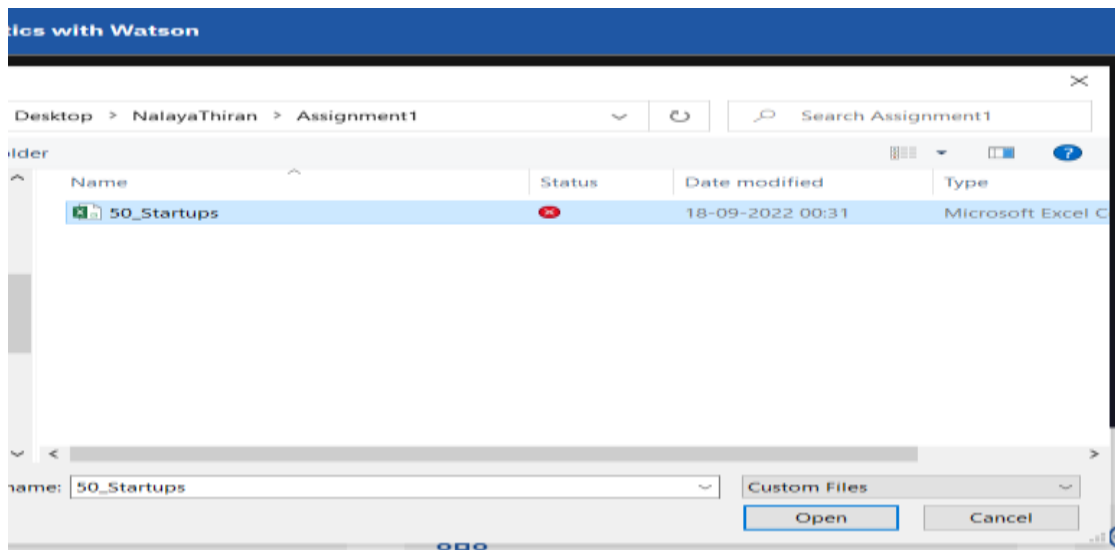 tics with Watson
Desktop > NalayaThiran > Assignment1 Search Assignment1
older
Name Status Date modified Type
50_Startups 18-09-2022 00:31 Microsoft Excel C
name: 50_Startups Custom Files
Open Cancel